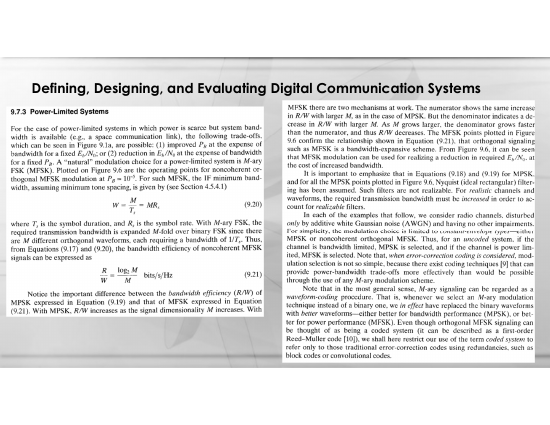 Defining, Designing, and Evaluating Digital Communication Systems
9.7.3 Power-Limited Systems
For the case of power-limited systems in which power is scarce but system band-
width is available (e.g., a space communication link), the following trade-offs,
which can be seen in Figure 9.1a, are possible: (1) improved P_B at the expense of
bandwidth for a fixed E_b/N_0; or (2) reduction in E_b/N_0 at the expense of bandwidth
for a fixed P_B. A “natural” modulation choice for a power-limited system is M-ary
FSK (MFSK). Plotted on Figure 9.6 are the operating points for noncoherent or-
thogonal MFSK modulation at P_B = 10⁻⁵. For such MFSK, the IF minimum band-
width, assuming minimum tone spacing, is given by (see Section 4.5.4.1)
W = M/T_s = MR_s (9.20)
where T_s is the symbol duration, and R_s is the symbol rate. With M-ary FSK, the
required transmission bandwidth is expanded M-fold over binary FSK since there
are M different orthogonal waveforms, each requiring a bandwidth of 1/T_s. Thus,
from Equations (9.17) and (9.20), the bandwidth efficiency of noncoherent MFSK
signals can be expressed as
R/W = log₂ M/M bits/s/Hz (9.21)
Notice the important difference between the bandwidth efficiency (R/W) of
MPSK expressed in Equation (9.19) and that of MFSK expressed in Equation
(9.21). With MPSK, R/W increases as the signal dimensionality M increases. With
MFSK there are two mechanisms at work. The numerator shows the same increase
in R/W with larger M, as in the case of MPSK. But the denominator indicates a de-
crease in R/W with larger M. As M grows larger, the denominator grows faster
than the numerator, and thus R/W decreases. The MFSK points plotted in Figure
9.6 confirm the relationship shown in Equation (9.21), that orthogonal signaling
such as MFSK is a bandwidth-expansive scheme. From Figure 9.6, it can be seen
that MFSK modulation can be used for realizing a reduction in required E_b/N_0, at
the cost of increased bandwidth.
It is important to emphasize that in Equations (9.18) and (9.19) for MPSK,
and for all the MPSK points plotted in Figure 9.6, Nyquist (ideal rectangular) filter-
ing has been assumed. Such filters are not realizable. For realistic channels and
waveforms, the required transmission bandwidth must be increased in order to ac-
count for realizable filters.
In each of the examples that follow, we consider radio channels, disturbed
only by additive white Gaussian noise (AWGN) and having no other impairments.
For simplicity, the modulation choice is limited to
MPSK or noncoherent orthogonal MFSK. Thus, for an uncoded system, if the
channel is bandwidth limited, MPSK is selected, and if the channel is power lim-
ited, MFSK is selected. Note that, when error-correction coding is considered, mod-
ulation selection is not so simple, because there exist coding techniques [9] that can
provide power-bandwidth trade-offs more effectively than would be possible
through the use of any M-ary modulation scheme.
Note that in the most general sense, M-ary signaling can be regarded as a
waveform-coding procedure. That is, whenever we select an M-ary modulation
technique instead of a binary one, we in effect have replaced the binary waveforms
with better waveforms—either better for bandwidth performance (MPSK), or bet-
ter for power performance (MFSK). Even though orthogonal MFSK signaling can
be thought of as being a coded system (it can be described as a first-order
Reed-Muller code [10]), we shall here restrict our use of the term coded system to
refer only to those traditional error-correction codes using redundancies, such as
block codes or convolutional codes.